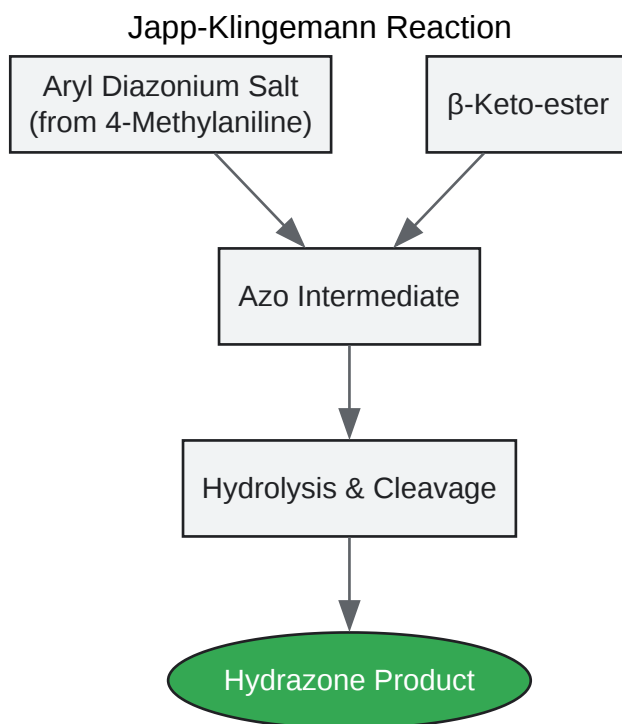 Japp-Klingemann Reaction
Aryl Diazonium Salt
(from 4-Methylaniline)
β-Keto-ester
Azo Intermediate
Hydrolysis & Cleavage
Hydrazone Product